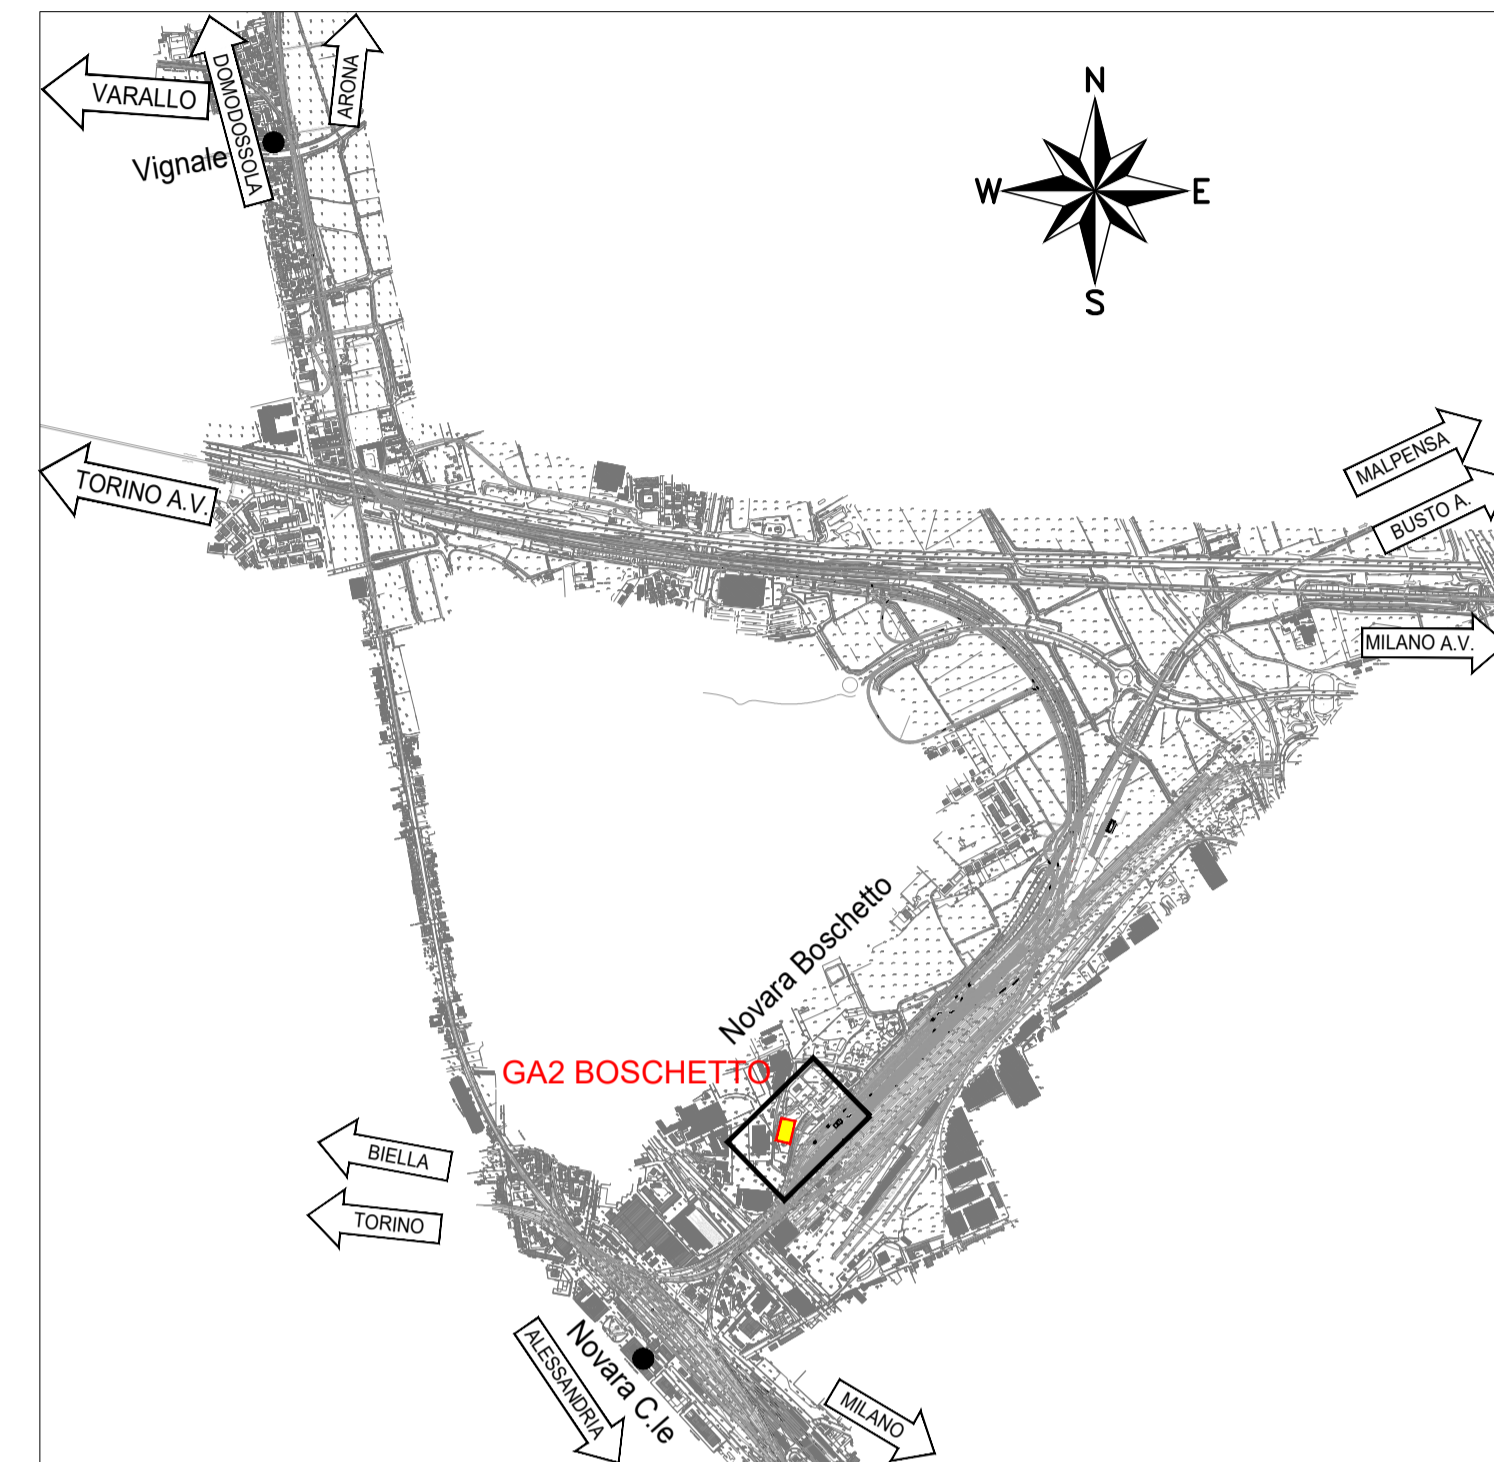 VARALLO
DOMODOSSOLA
ARONA
Vignale
N
W
E
S
TORINO A.V.
MALPENSA
BUSTO A.
MILANO A.V.
Novara Boschetto
GA2 BOSCHETTO
BIELLA
TORINO
ALESSANDRIA
Novara C.le
MILANO